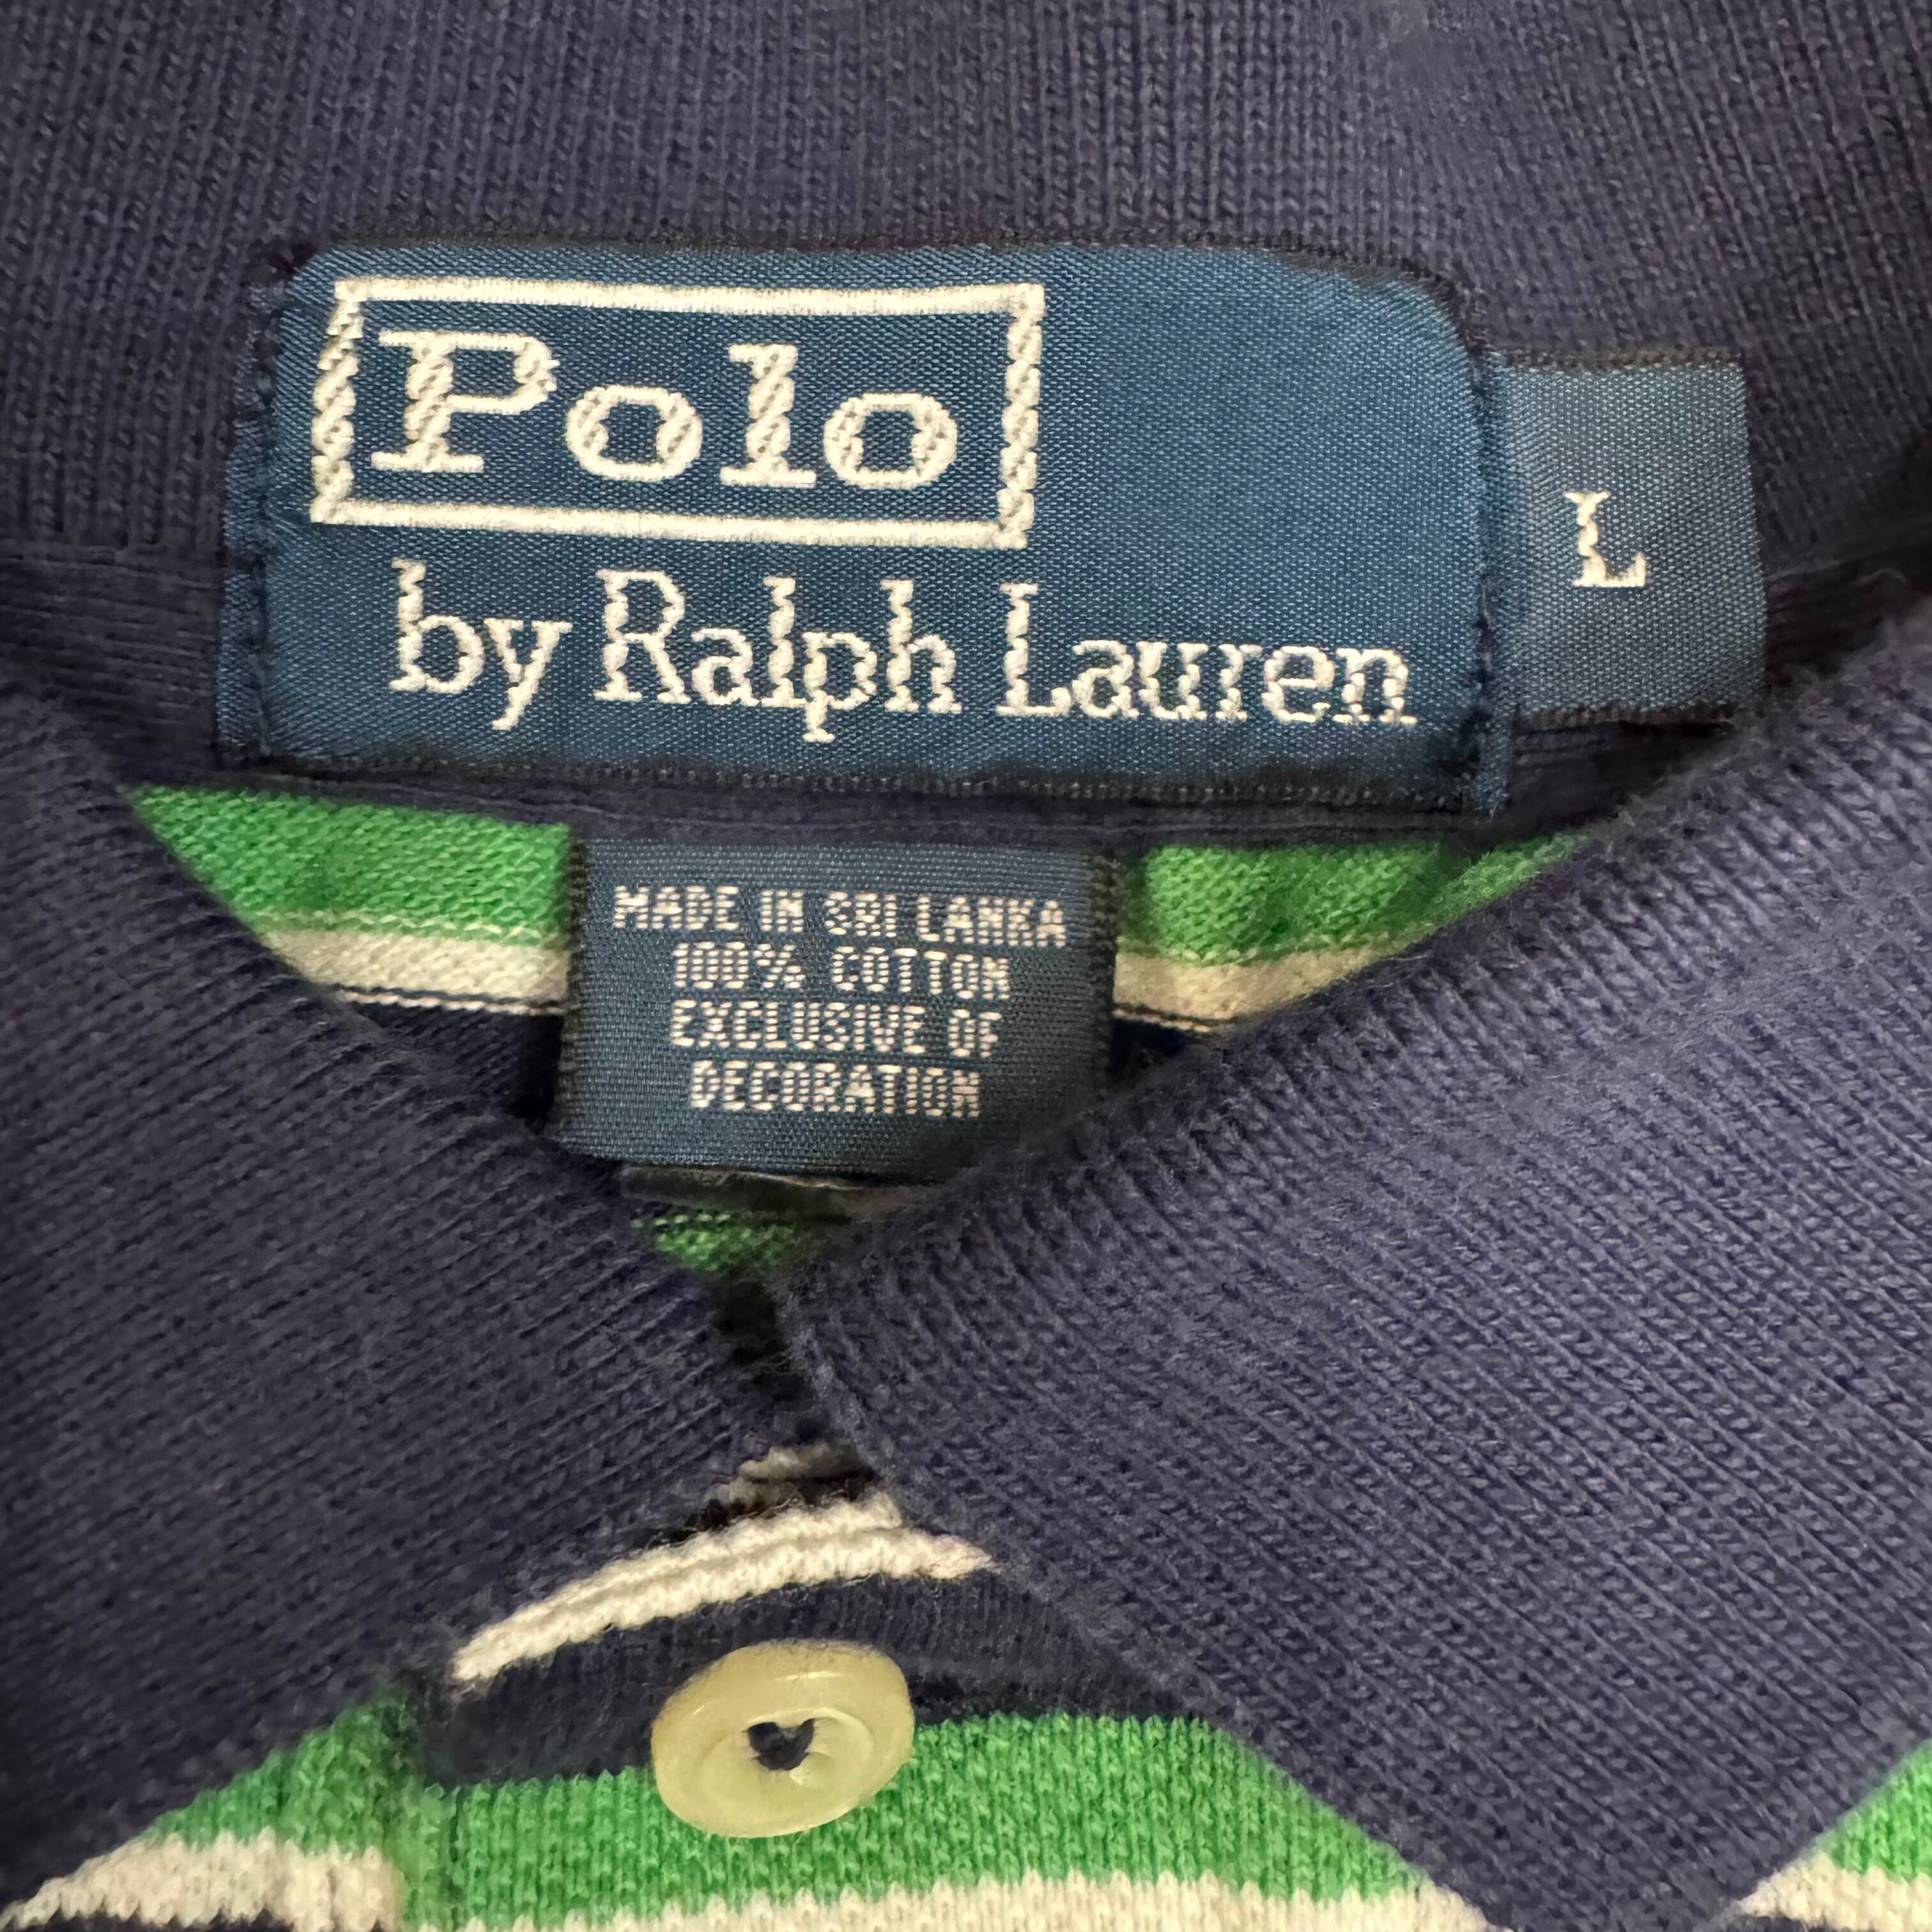 Polo
by Ralph Lauren
L
MADE IN SRI LANKA
100% COTTON
EXCLUSIVE OF
DECORATION